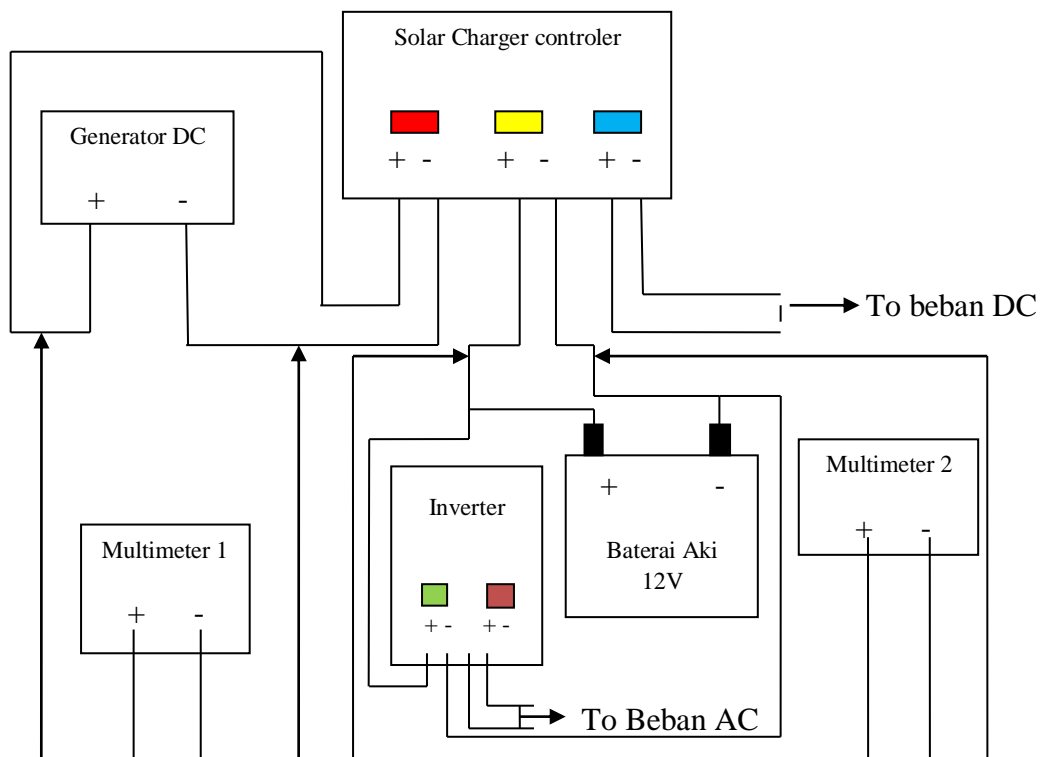 Solar Charger controler
+ - + - + -
Generator DC
+ -
To beban DC
Multimeter 2
+ -
Inverter
+ - + -
+ -
Baterai Aki
12V
Multimeter 1
+ -
To Beban AC